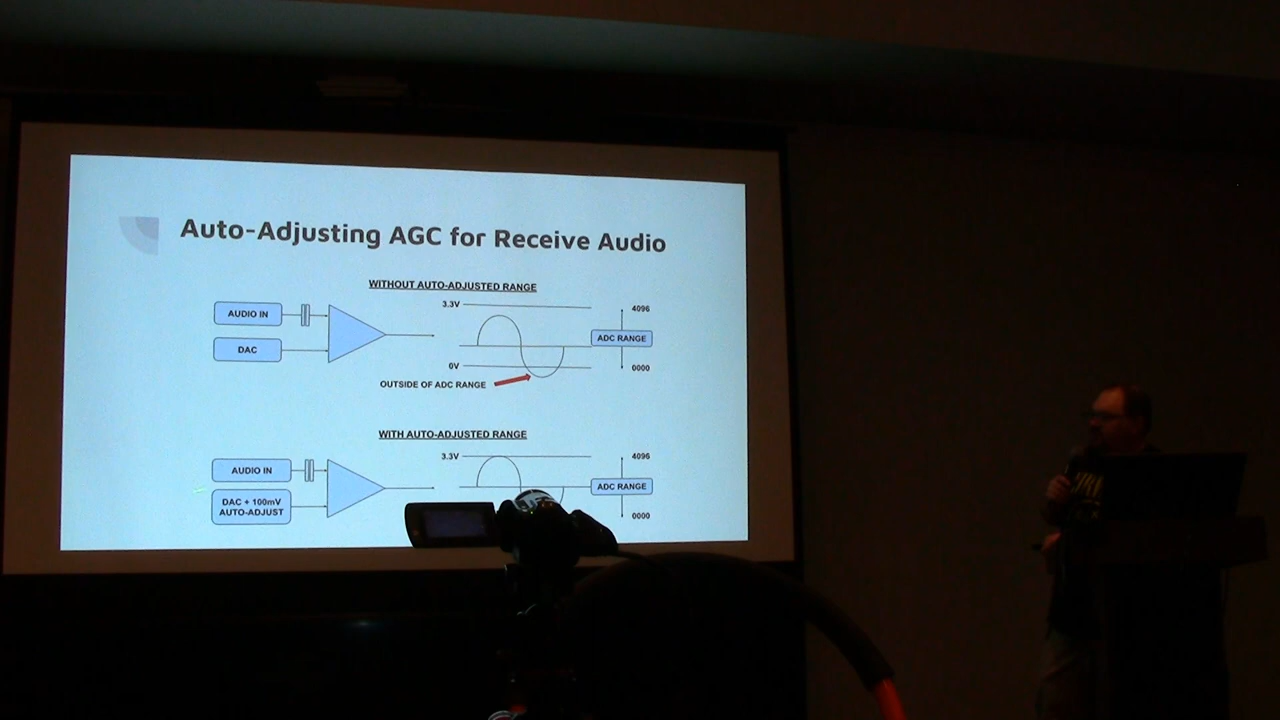 Auto-Adjusting AGC for Receive Audio
WITHOUT AUTO-ADJUSTED RANGE
AUDIO IN
DAC
3.3V
0V
OUTSIDE OF ADC RANGE
4096
ADC RANGE
0000
WITH AUTO-ADJUSTED RANGE
AUDIO IN
DAC + 100mV
AUTO-ADJUST
3.3V
4096
ADC RANGE
0000